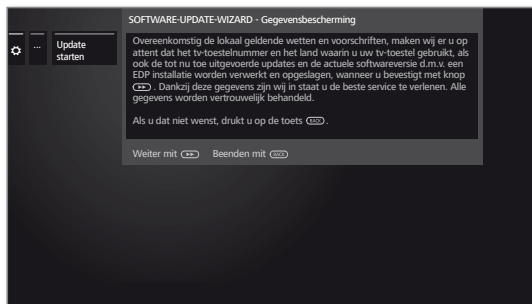 SOFTWARE-UPDATE-WIZARD - Gegevensbescherming
... Update
starten
Overeenkomstig de lokaal geldende wetten en voorschriften, maken wij er u op
attent dat het tv-toestelnummer en het land waarin u uw tv-toestel gebruikt, als
ook de tot nu toe uitgevoerde updates en de actuele softwareversie d.m.v. een
EDP installatie worden verwerkt en opgeslagen, wanneer u bevestigt met knop
. Dankzij deze gegevens zijn wij in staat u de beste service te verlenen. Alle
gegevens worden vertrouwelijk behandeld.
Als u dat niet wenst, drukt u op de toets BACK.
Weiter mit Beenden mit BACK